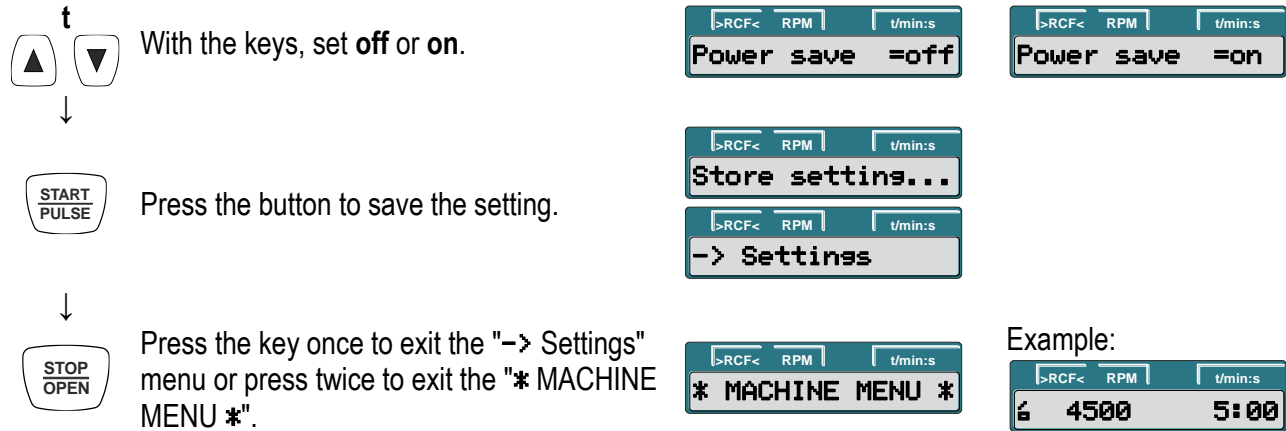 t
With the keys, set off or on.
>RCF< RPM t/min:s
Power save =off
>RCF< RPM t/min:s
Power save =on
↓
START
PULSE
Press the button to save the setting.
>RCF< RPM t/min:s
Store setting...
>RCF< RPM t/min:s
-> Settings
↓
STOP
OPEN
Press the key once to exit the "-> Settings"
menu or press twice to exit the "* MACHINE
MENU *".
>RCF< RPM t/min:s
* MACHINE MENU *
Example:
>RCF< RPM t/min:s
4500 5:00